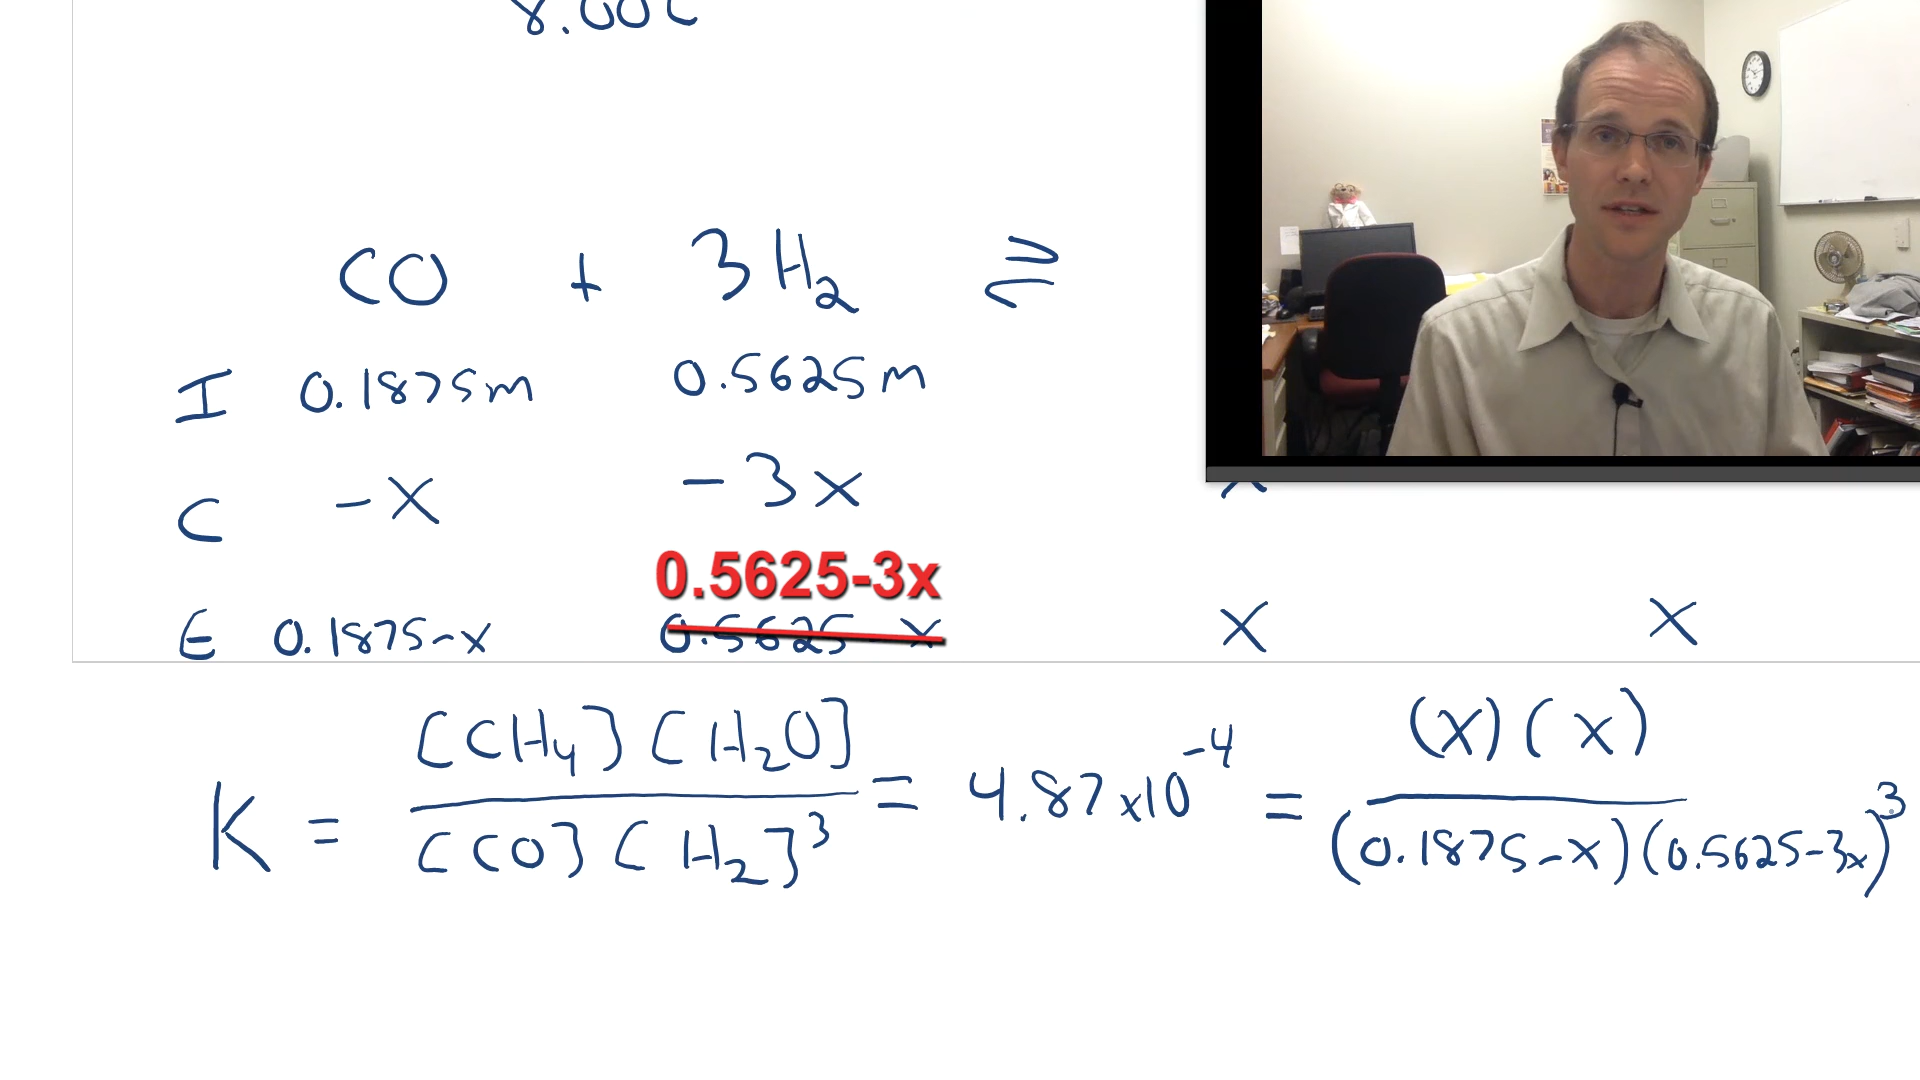 8.00L
CO + 3H₂ ⇌
I 0.1875m 0.5625m
C -x -3x x
0.5625-3x
E 0.1875-x 0.5625-x x x
K = [CH₄][H₂O] / [CO][H₂]³ = 4.87x10⁻⁴ = (x)(x) / (0.1875-x)(0.5625-3x)³